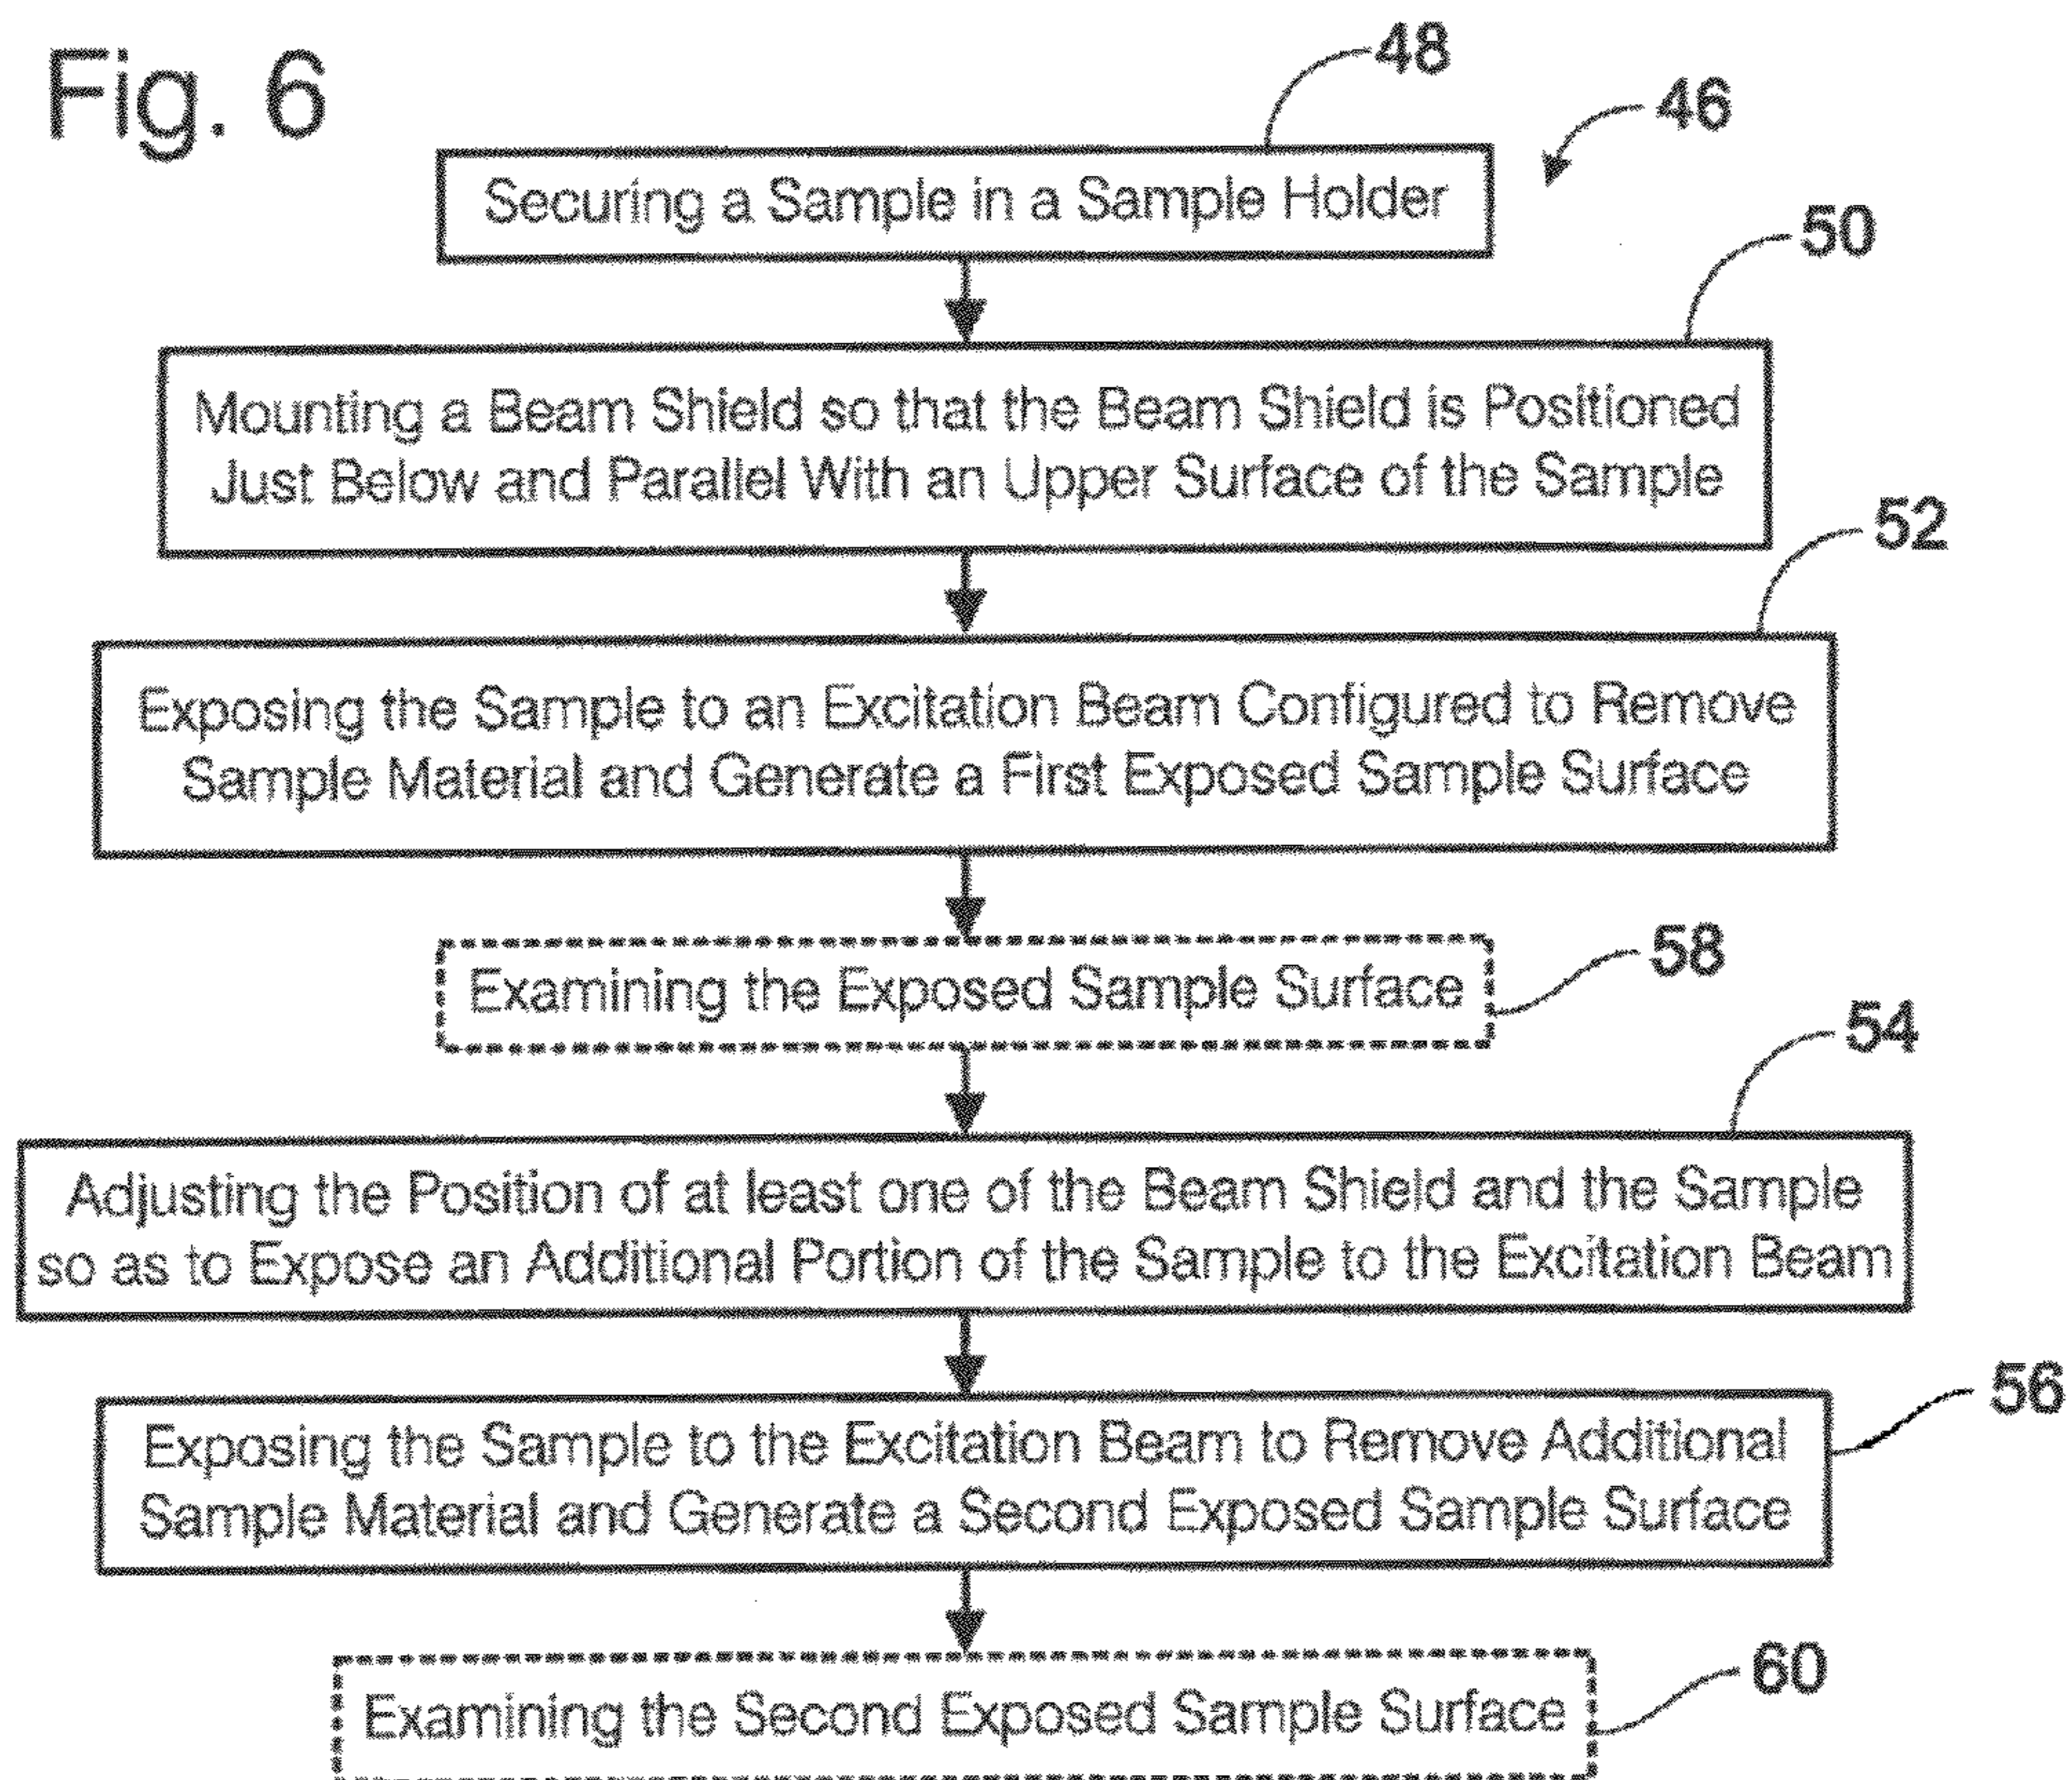 Fig. 6
48
46
Securing a Sample in a Sample Holder
50
Mounting a Beam Shield so that the Beam Shield is Positioned
Just Below and Parallel With an Upper Surface of the Sample
52
Exposing the Sample to an Excitation Beam Configured to Remove
Sample Material and Generate a First Exposed Sample Surface
58
Examining the Exposed Sample Surface
54
Adjusting the Position of at least one of the Beam Shield and the Sample
so as to Expose an Additional Portion of the Sample to the Excitation Beam
56
Exposing the Sample to the Excitation Beam to Remove Additional
Sample Material and Generate a Second Exposed Sample Surface
60
Examining the Second Exposed Sample Surface